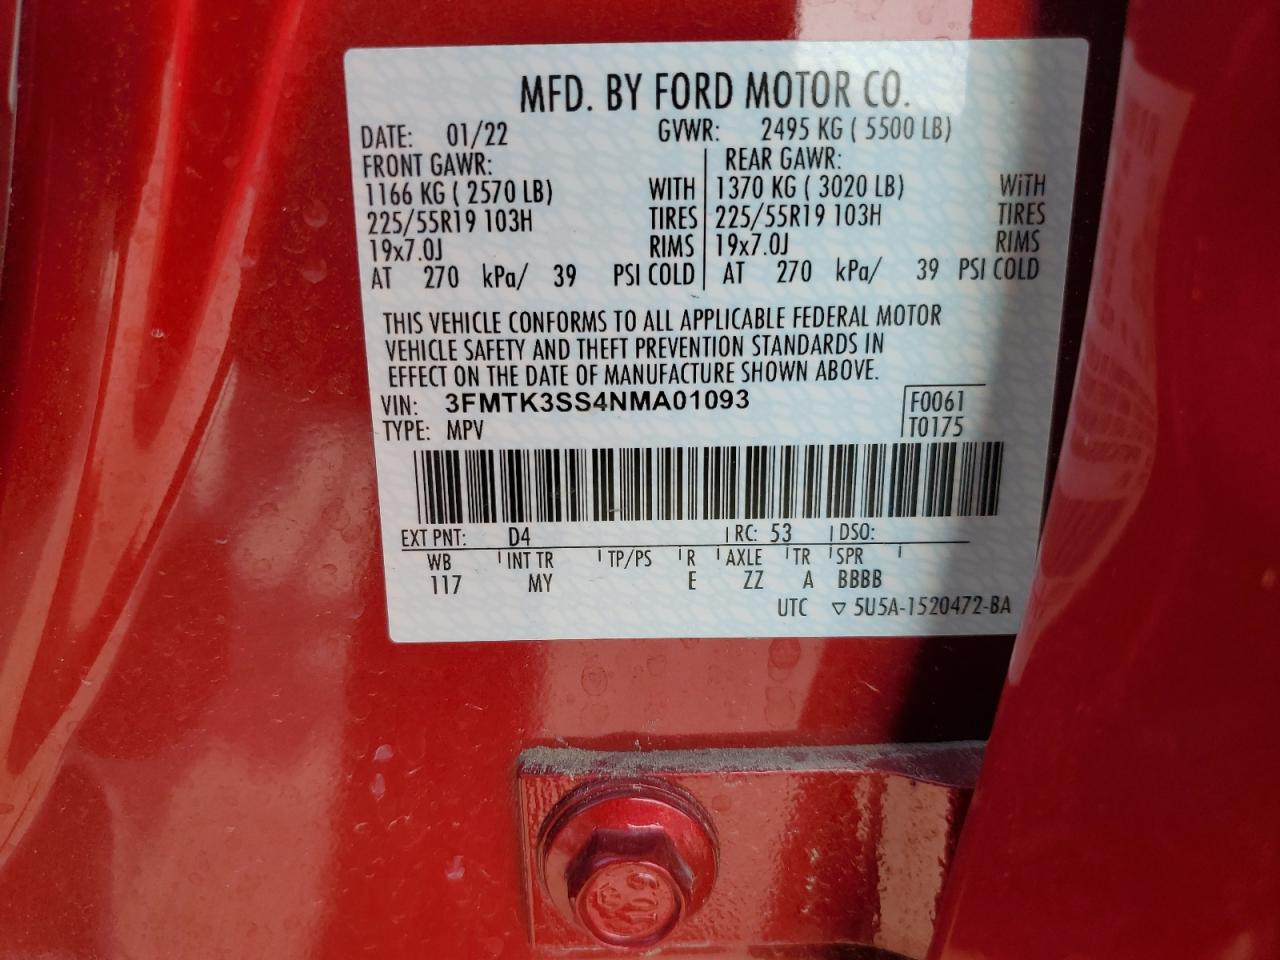 MFD. BY FORD MOTOR CO.
DATE: 01/22 GVWR: 2495 KG ( 5500 LB)
FRONT GAWR: REAR GAWR:
1166 KG ( 2570 LB) WITH 1370 KG ( 3020 LB) WiTH
225/55R19 103H TIRES 225/55R19 103H TIRES
19x7.0J RIMS 19x7.0J RIMS
AT 270 kPa/ 39 PSI COLD AT 270 kPa/ 39 PSI COLD
THIS VEHICLE CONFORMS TO ALL APPLICABLE FEDERAL MOTOR
VEHICLE SAFETY AND THEFT PREVENTION STANDARDS IN
EFFECT ON THE DATE OF MANUFACTURE SHOWN ABOVE.
VIN: 3FMTK3SS4NMA01093 F0061
TYPE: MPV T0175
EXT PNT: D4 RC: 53 DSO:
WB INT TR TP/PS R AXLE TR SPR
117 MY E ZZ A BBBB
UTC ▽ 5U5A-1520472-BA